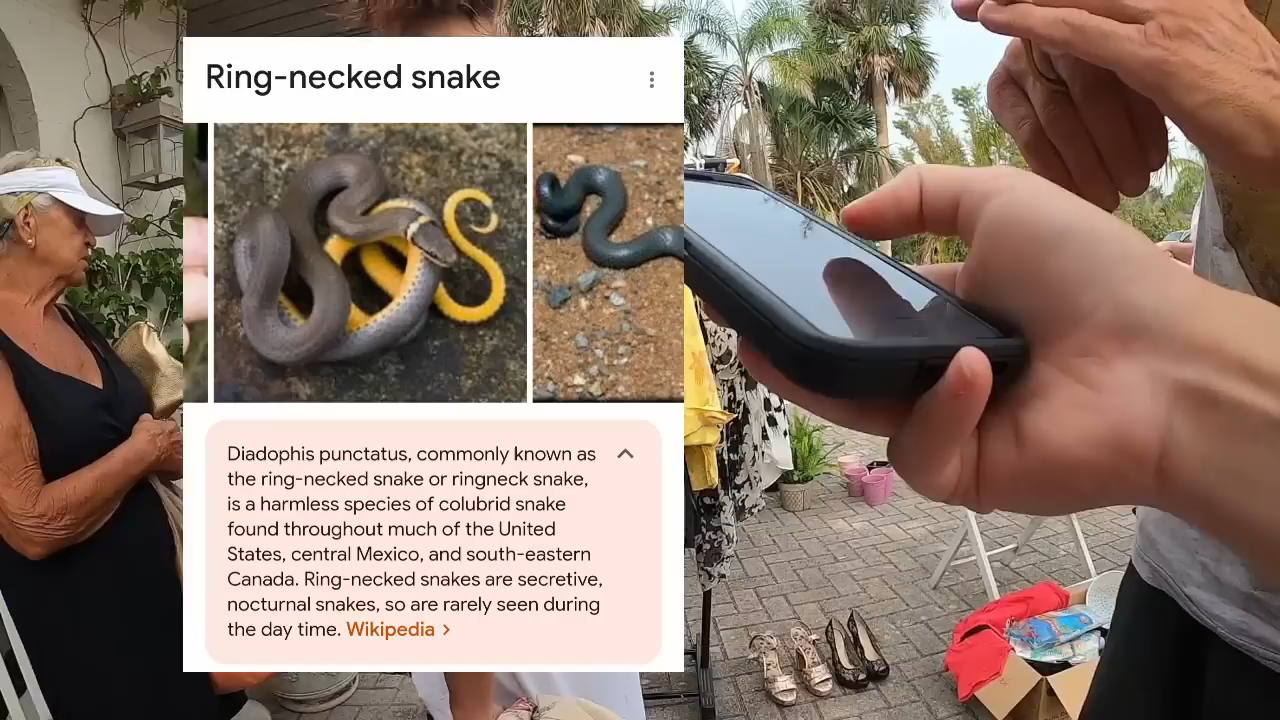 Ring-necked snake
Diadophis punctatus, commonly known as
the ring-necked snake or ringneck snake,
is a harmless species of colubrid snake
found throughout much of the United
States, central Mexico, and south-eastern
Canada. Ring-necked snakes are secretive,
nocturnal snakes, so are rarely seen during
the day time. Wikipedia >